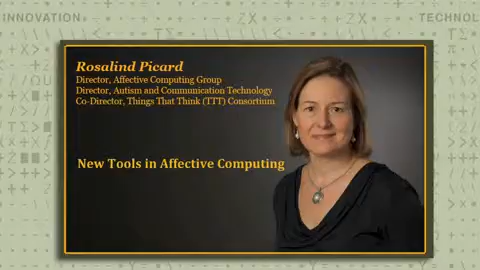 INNOVATION
TECHNOL
Rosalind Picard
Director, Affective Computing Group
Director, Autism and Communication Technology
Co-Director, Things That Think (TTT) Consortium
New Tools in Affective Computing